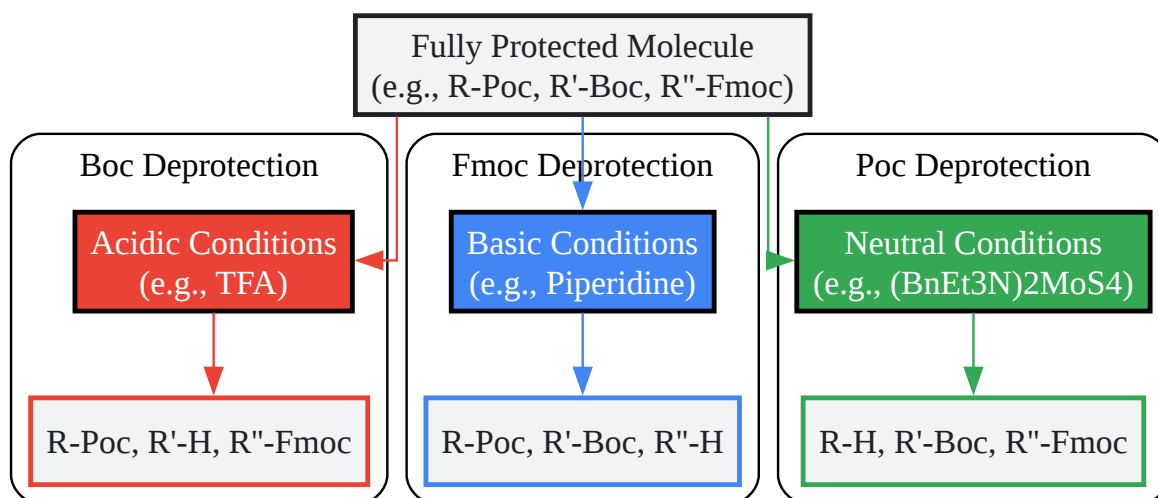 Fully Protected Molecule
(e.g., R-Poc, R'-Boc, R"-Fmoc)
Boc Deprotection
Acidic Conditions
(e.g., TFA)
R-Poc, R'-H, R"-Fmoc
Fmoc Deprotection
Basic Conditions
(e.g., Piperidine)
R-Poc, R'-Boc, R"-H
Poc Deprotection
Neutral Conditions
(e.g., (BnEt3N)2MoS4)
R-H, R'-Boc, R"-Fmoc